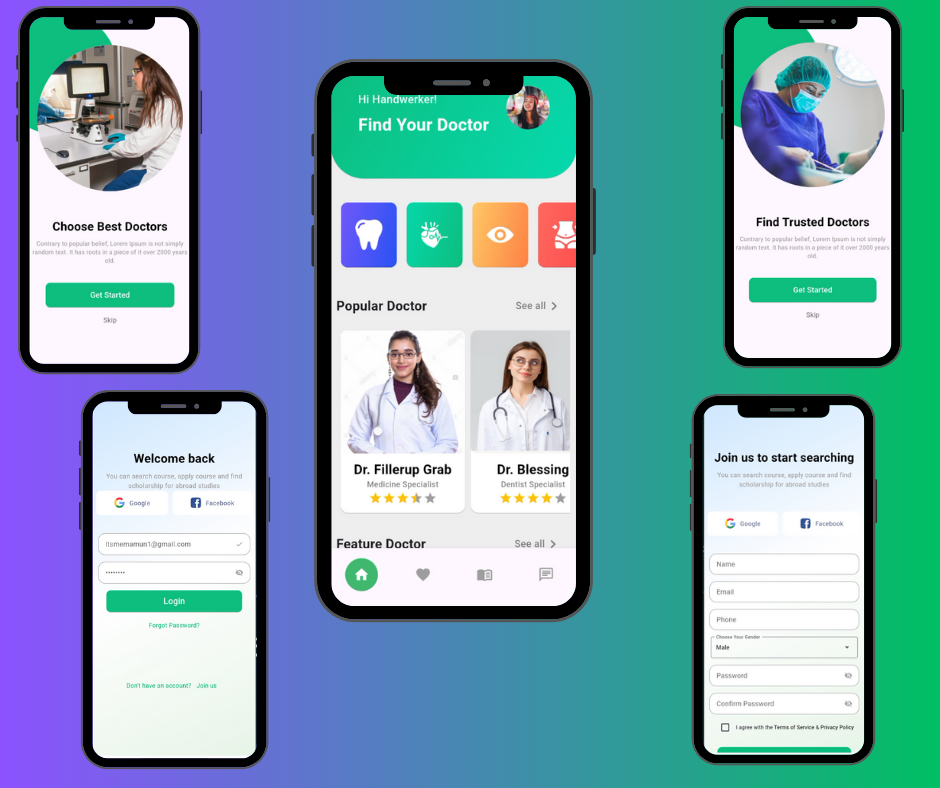 Choose Best Doctors
Contrary to popular belief, Lorem Ipsum is not simply
random text. It has roots in a piece of it over 2000 years
old.
Get Started
Skip
Hi Handwerker!
Find Your Doctor
Popular Doctor
See all
Dr. Fillerup Grab
Medicine Specialist
Dr. Blessing
Dentist Specialist
Feature Doctor
See all
Find Trusted Doctors
Contrary to popular belief, Lorem Ipsum is not simply
random text. It has roots in a piece of it over 2000 years
old.
Get Started
Skip
Welcome back
You can search course, apply course and find
scholarship for abroad studies
Google
Facebook
itsmemamun1@gmail.com
Login
Forgot Password?
Don't have an account? Join us
Join us to start searching
You can search course, apply course and find
scholarship for abroad studies
Google
Facebook
Name
Email
Phone
Choose Your Gender
Male
Password
Confirm Password
I agree with the Terms of Service & Privacy Policy